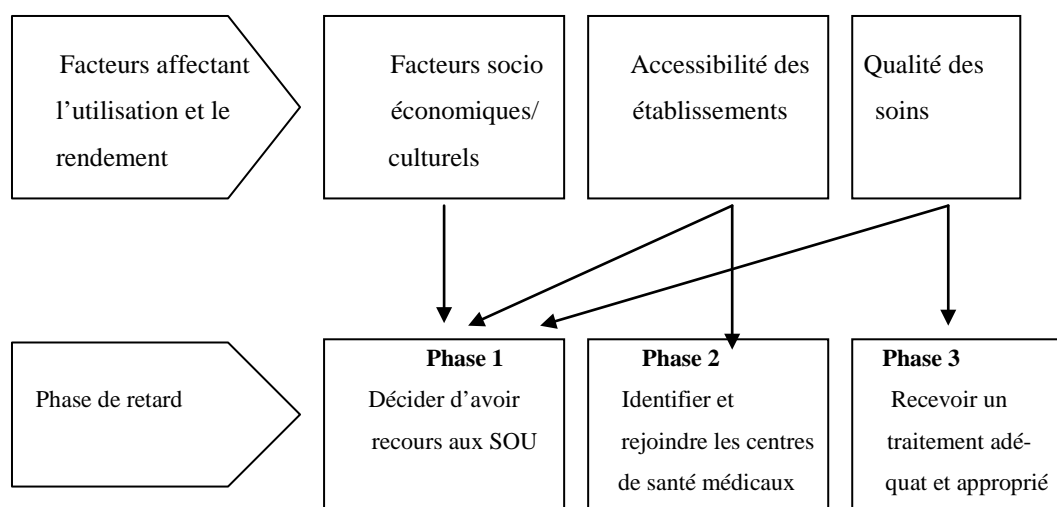 Facteurs affectant
l’utilisation et le
rendement
Facteurs socio
économiques/
culturels
Accessibilité des
établissements
Qualité des
soins
Phase de retard
Phase 1
Décider d’avoir
recours aux SOU
Phase 2
Identifier et
rejoindre les centres
de santé médicaux
Phase 3
Recevoir un
traitement adé-
quat et approprié